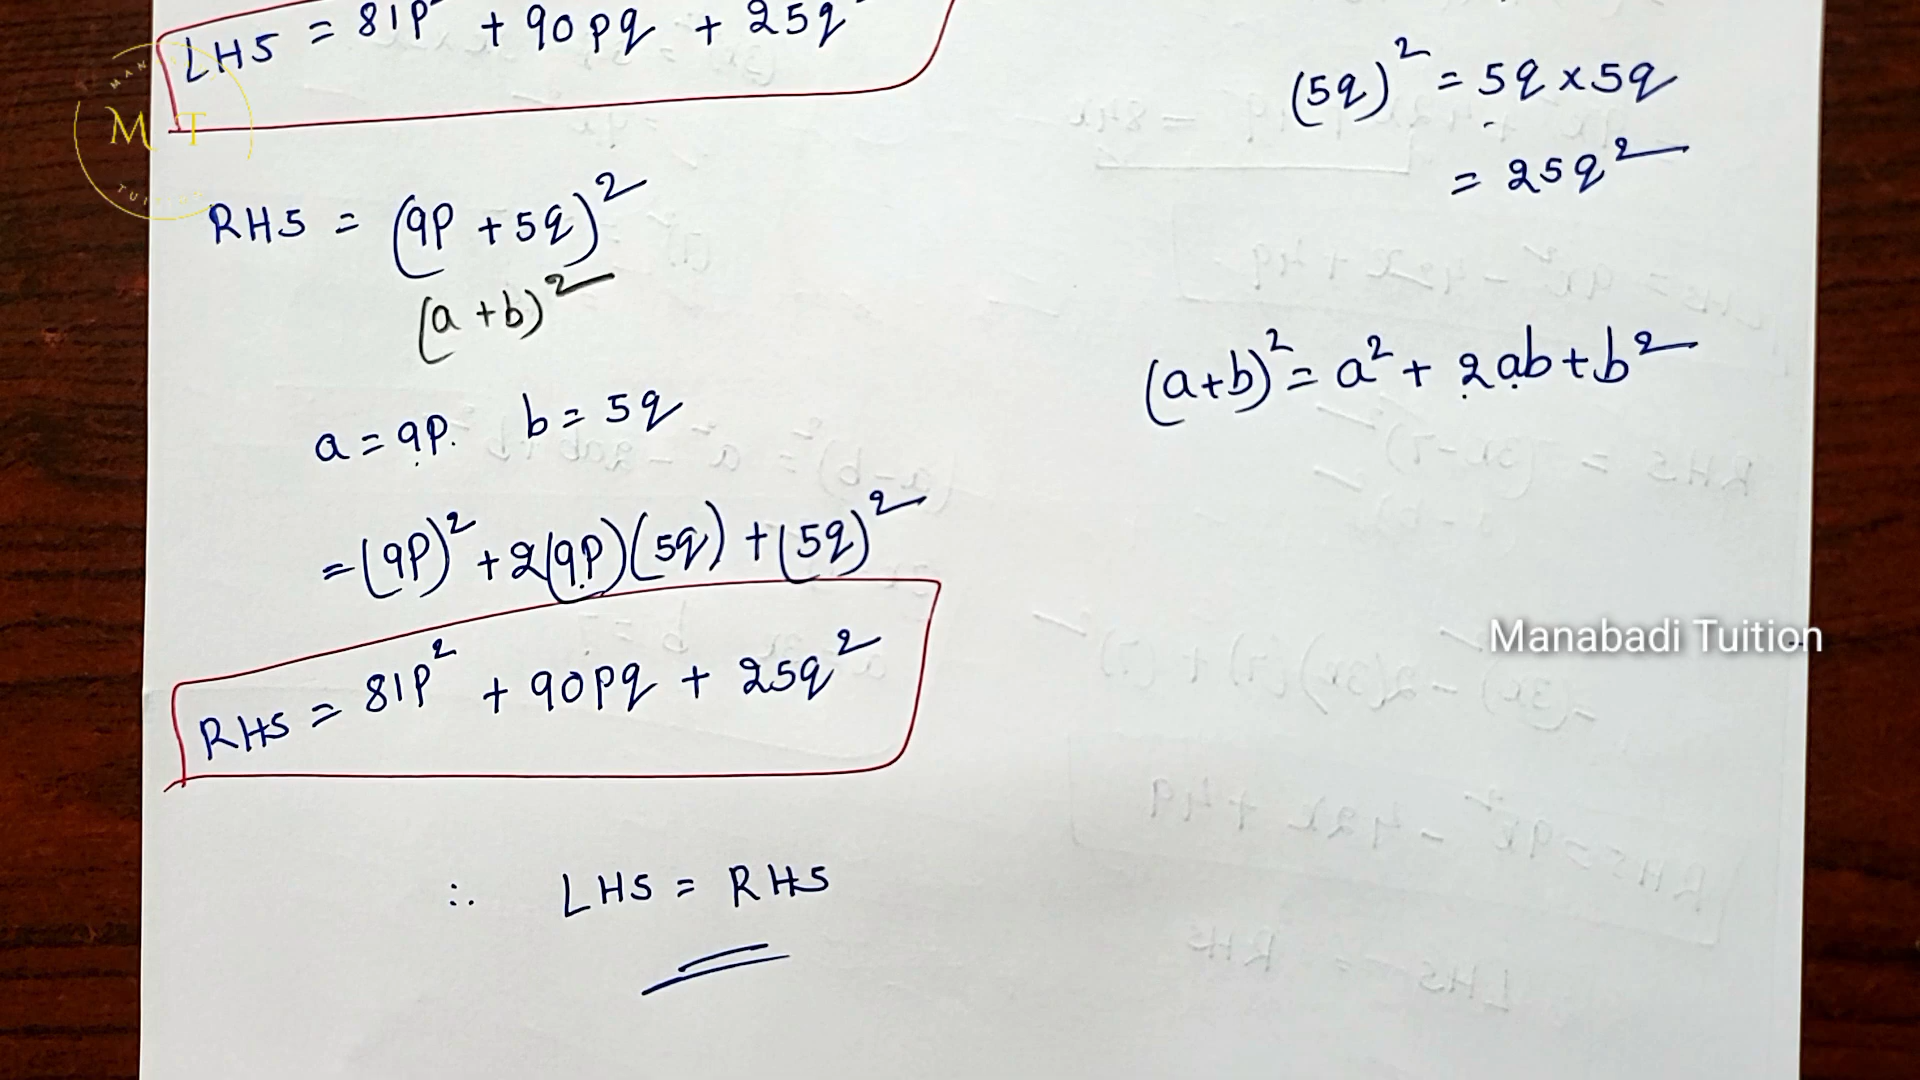 LHS = 81p² + 90pq + 25q²
(5q)² = 5q × 5q
= 25q²
M T
RHS = (9p + 5q)²
(a + b)²
(a+b)² = a² + 2ab + b²
a = 9p. b = 5q
= (9p)² + 2(9p)(5q) + (5q)²
Manabadi Tuition
RHS = 81p² + 90pq + 25q²
∴ LHS = RHS